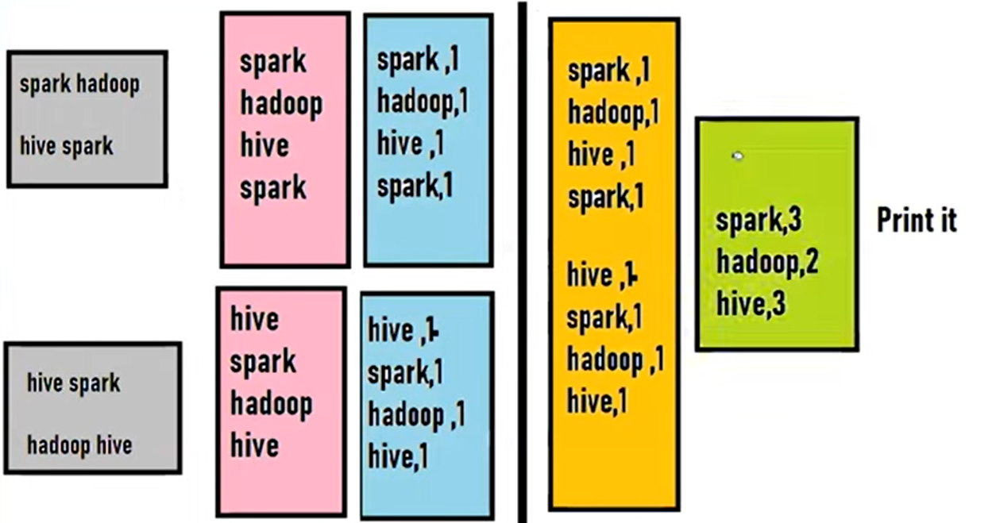 spark hadoop
hive spark
spark
hadoop
hive
spark
spark ,1
hadoop,1
hive ,1
spark,1
hive spark
hadoop hive
hive
spark
hadoop
hive
hive ,1
spark,1
hadoop ,1
hive,1
spark ,1
hadoop,1
hive ,1
spark,1
hive ,1
spark,1
hadoop ,1
hive,1
spark,3
hadoop,2
hive,3
Print it